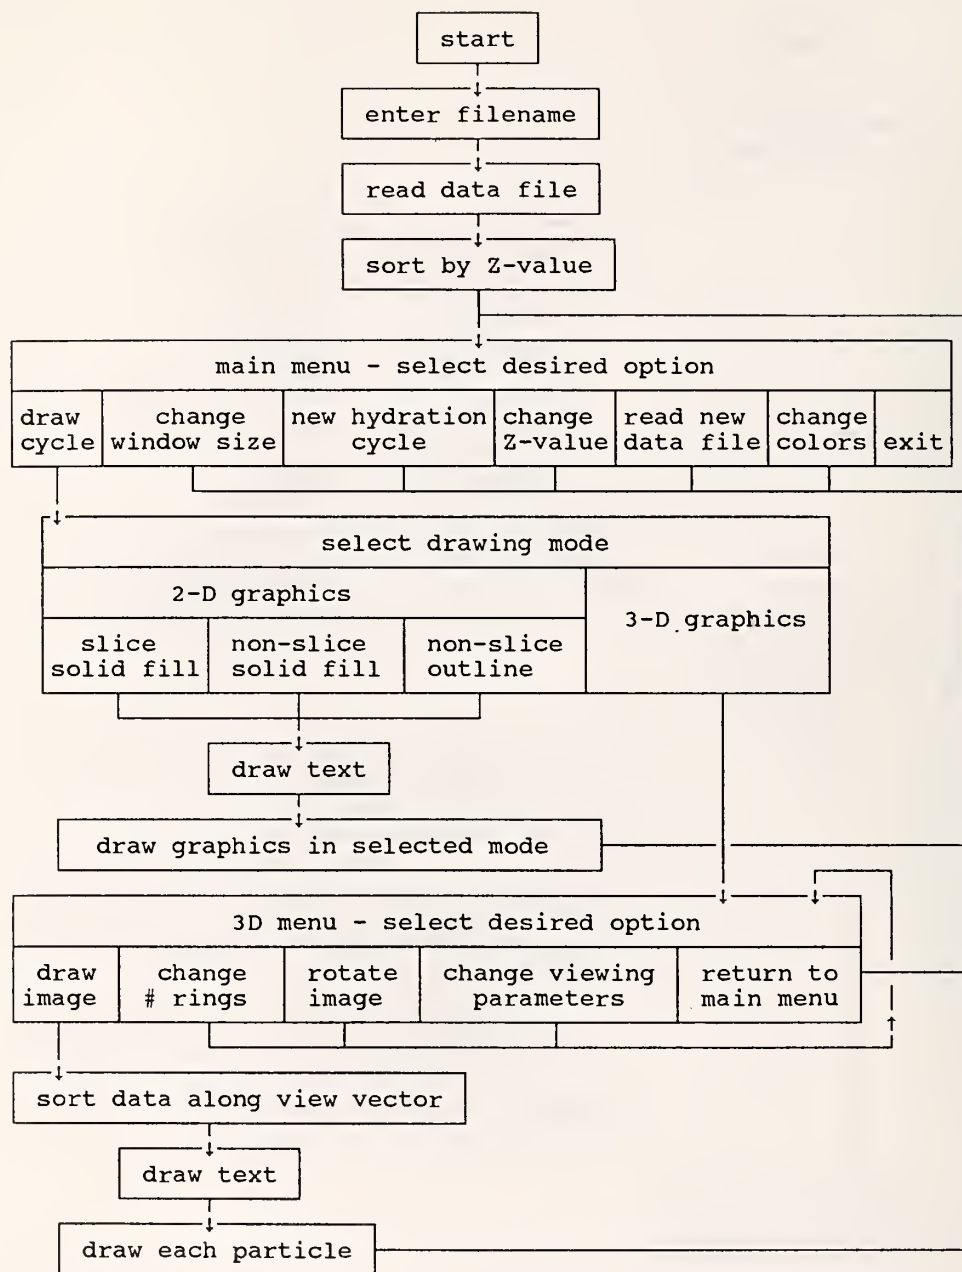 start
enter filename
read data file
sort by Z-value
main menu - select desired option
draw cycle
change window size
new hydration cycle
change Z-value
read new data file
change colors
exit
select drawing mode
2-D graphics
3-D graphics
slice solid fill
non-slice solid fill
non-slice outline
draw text
draw graphics in selected mode
3D menu - select desired option
draw image
change # rings
rotate image
change viewing parameters
return to main menu
sort data along view vector
draw text
draw each particle